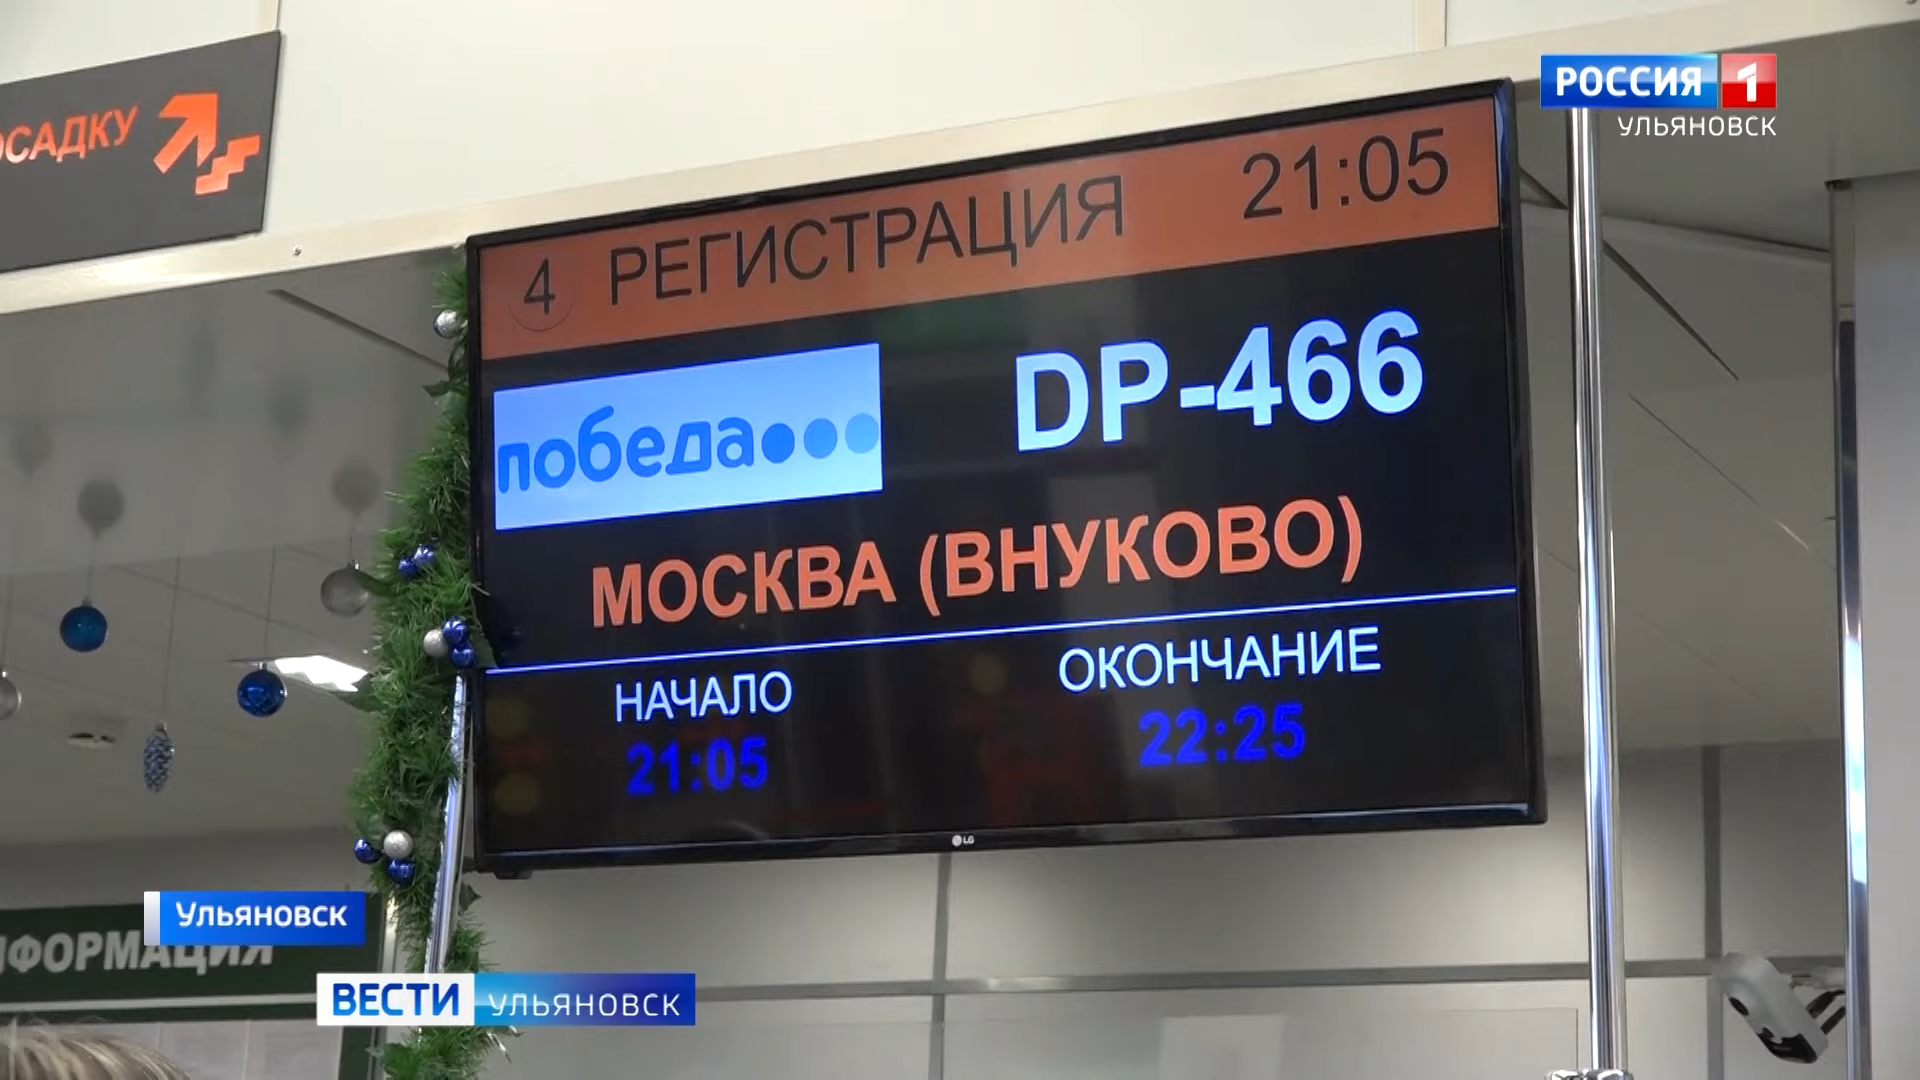 РОССИЯ 1
УЛЬЯНОВСК
ОСАДКУ
4 РЕГИСТРАЦИЯ 21:05
победа DP-466
МОСКВА (ВНУКОВО)
НАЧАЛО ОКОНЧАНИЕ
21:05 22:25
LG
Ульяновск
НФОРМАЦИЯ
ВЕСТИ УЛЬЯНОВСК